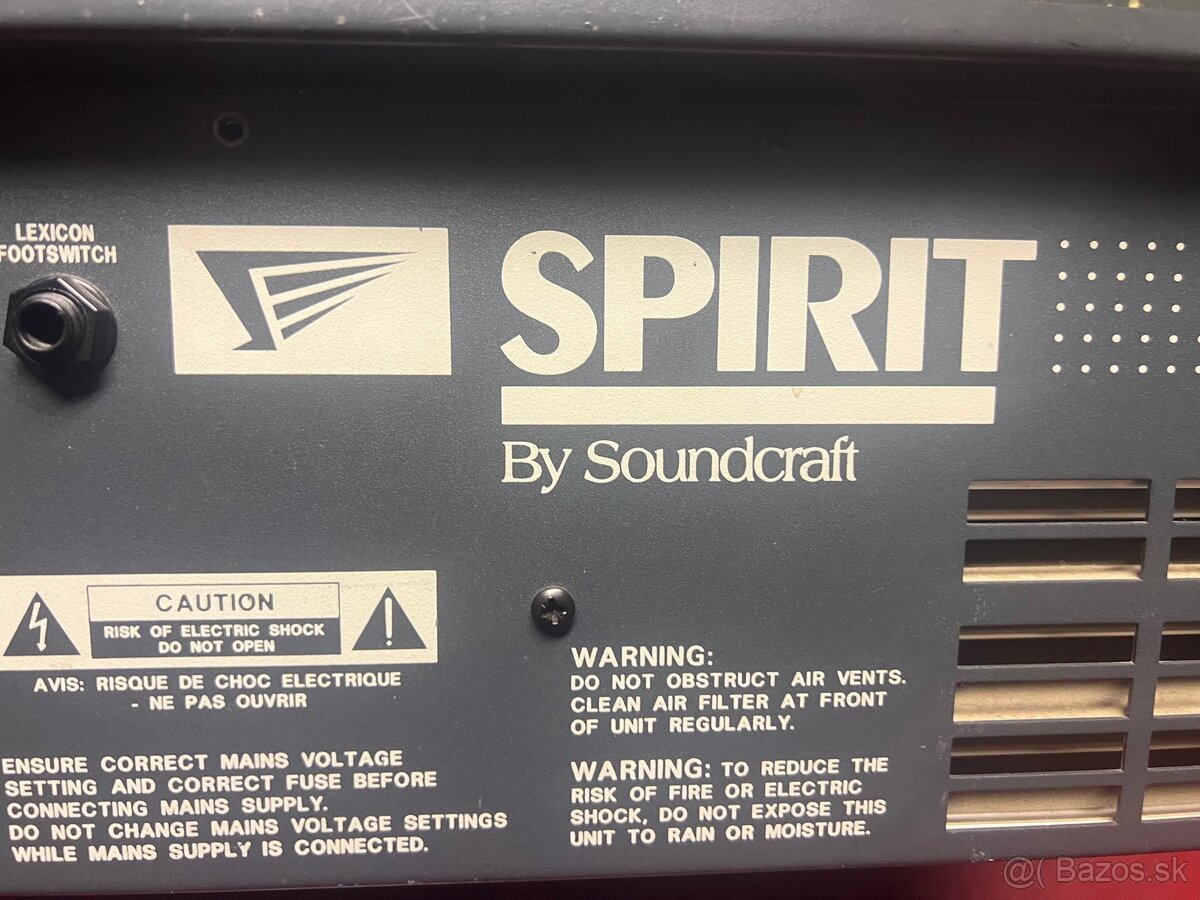 LEXICON
FOOTSWITCH
SPIRIT
By Soundcraft
CAUTION
RISK OF ELECTRIC SHOCK
DO NOT OPEN
AVIS: RISQUE DE CHOC ELECTRIQUE
- NE PAS OUVRIR
ENSURE CORRECT MAINS VOLTAGE
SETTING AND CORRECT FUSE BEFORE
CONNECTING MAINS SUPPLY.
DO NOT CHANGE MAINS VOLTAGE SETTINGS
WHILE MAINS SUPPLY IS CONNECTED.
WARNING:
DO NOT OBSTRUCT AIR VENTS.
CLEAN AIR FILTER AT FRONT
OF UNIT REGULARLY.
WARNING: TO REDUCE THE
RISK OF FIRE OR ELECTRIC
SHOCK, DO NOT EXPOSE THIS
UNIT TO RAIN OR MOISTURE.
@( Bazos.sk